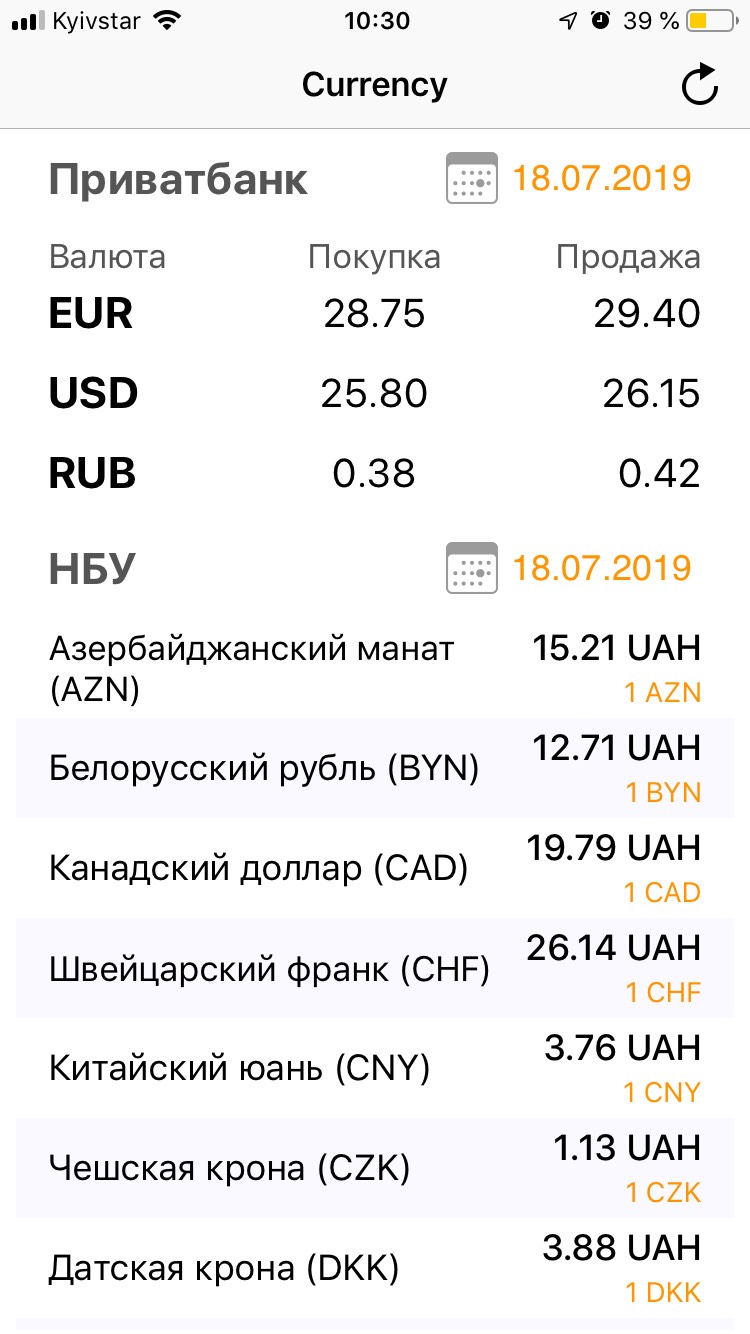 Kyivstar 10:30 39 %
Currency
Приватбанк 18.07.2019
Валюта Покупка Продажа
EUR 28.75 29.40
USD 25.80 26.15
RUB 0.38 0.42
НБУ 18.07.2019
Азербайджанский манат 15.21 UAH
(AZN) 1 AZN
Белорусский рубль (BYN) 12.71 UAH
1 BYN
Канадский доллар (CAD) 19.79 UAH
1 CAD
Швейцарский франк (CHF) 26.14 UAH
1 CHF
Китайский юань (CNY) 3.76 UAH
1 CNY
Чешская крона (CZK) 1.13 UAH
1 CZK
Датская крона (DKK) 3.88 UAH
1 DKK